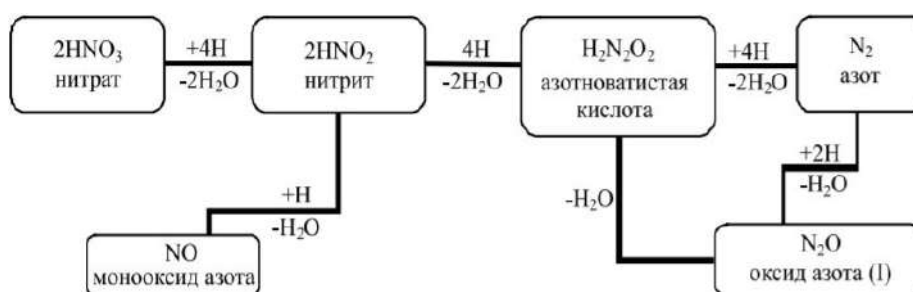 2HNO₃
нитрат
+4H
-2H₂O
2HNO₂
нитрит
4H
-2H₂O
H₂N₂O₂
азотноватистая
кислота
+4H
-2H₂O
N₂
азот
+H
-H₂O
-H₂O
+2H
-H₂O
NO
монооксид азота
N₂O
оксид азота (I)